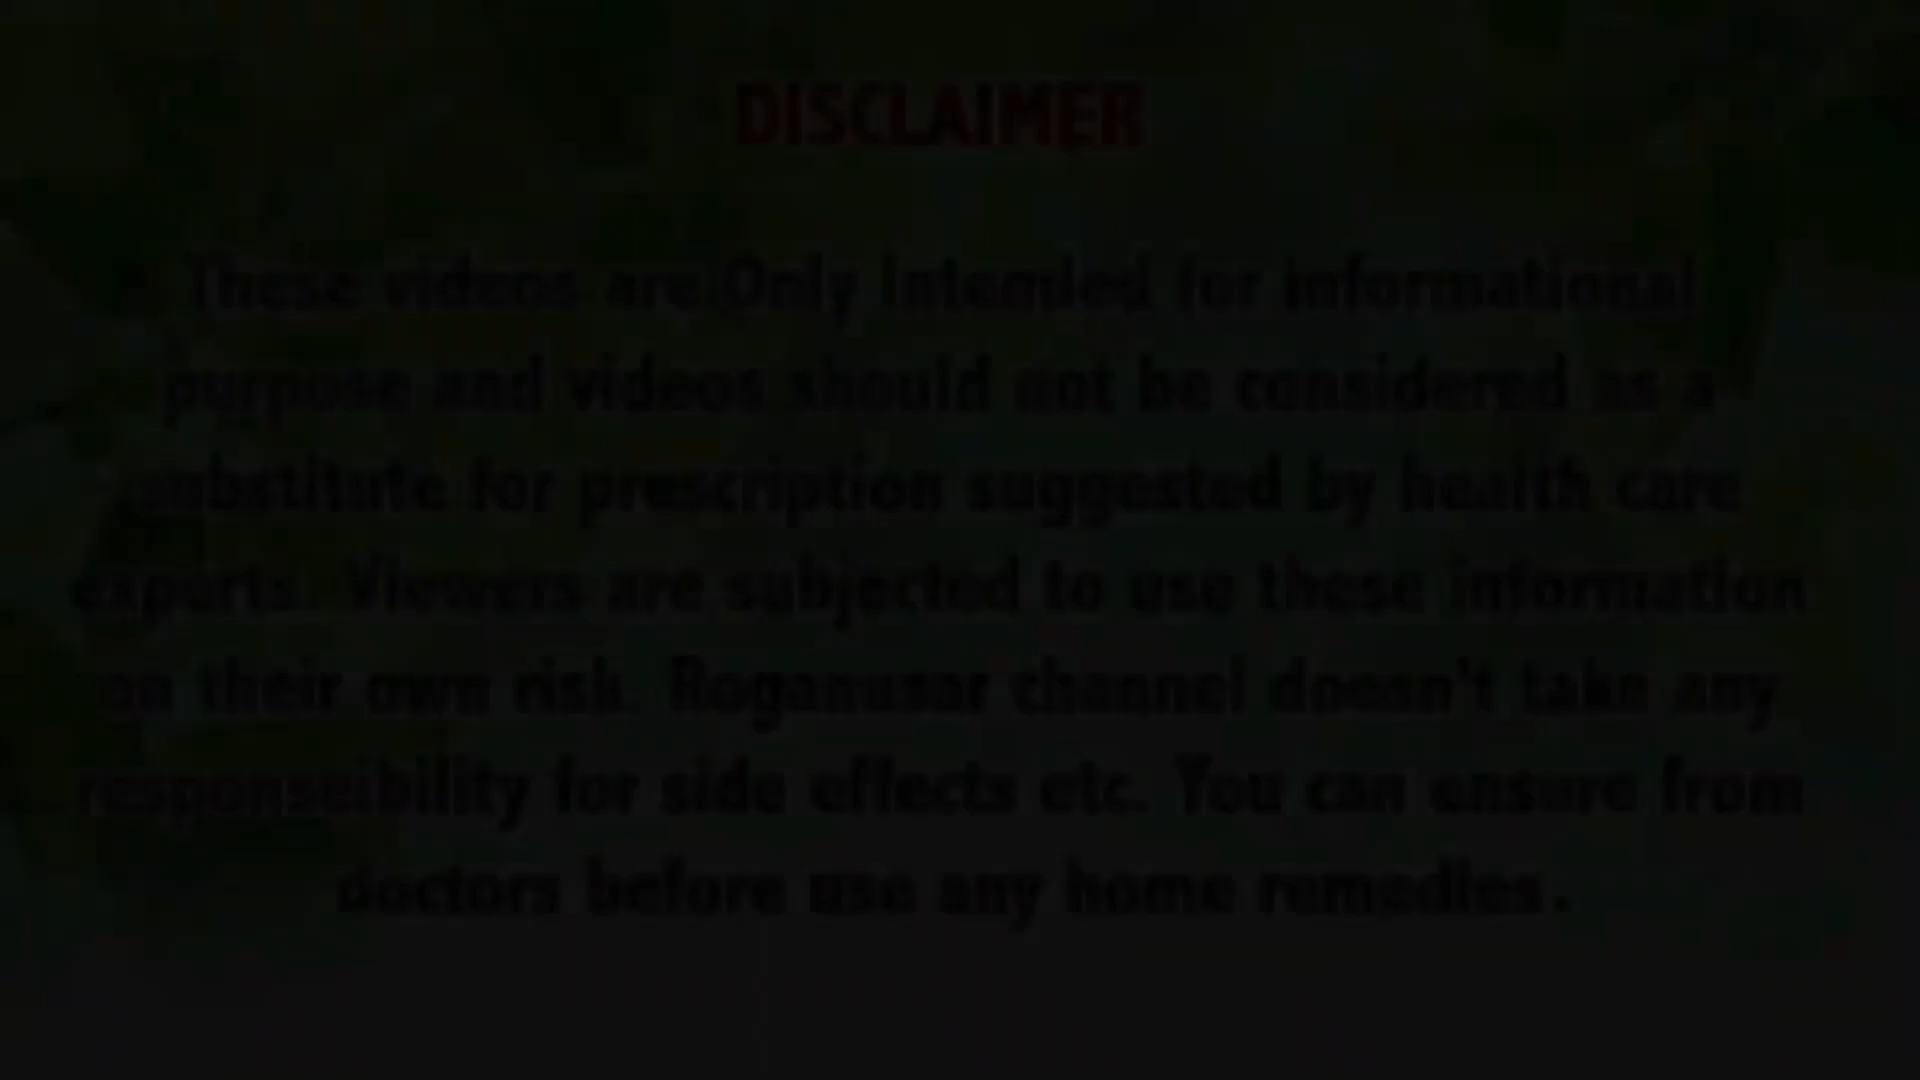 DISCLAIMER
These videos are Only intended for informational
purpose and videos should not be considered as a
substitute for prescription suggested by health care
experts. Viewers are subjected to use these information
on their own risk. Roganusar channel doesn't take any
responseibility for side effects etc. You can ensure from
doctors before use any home remedies.